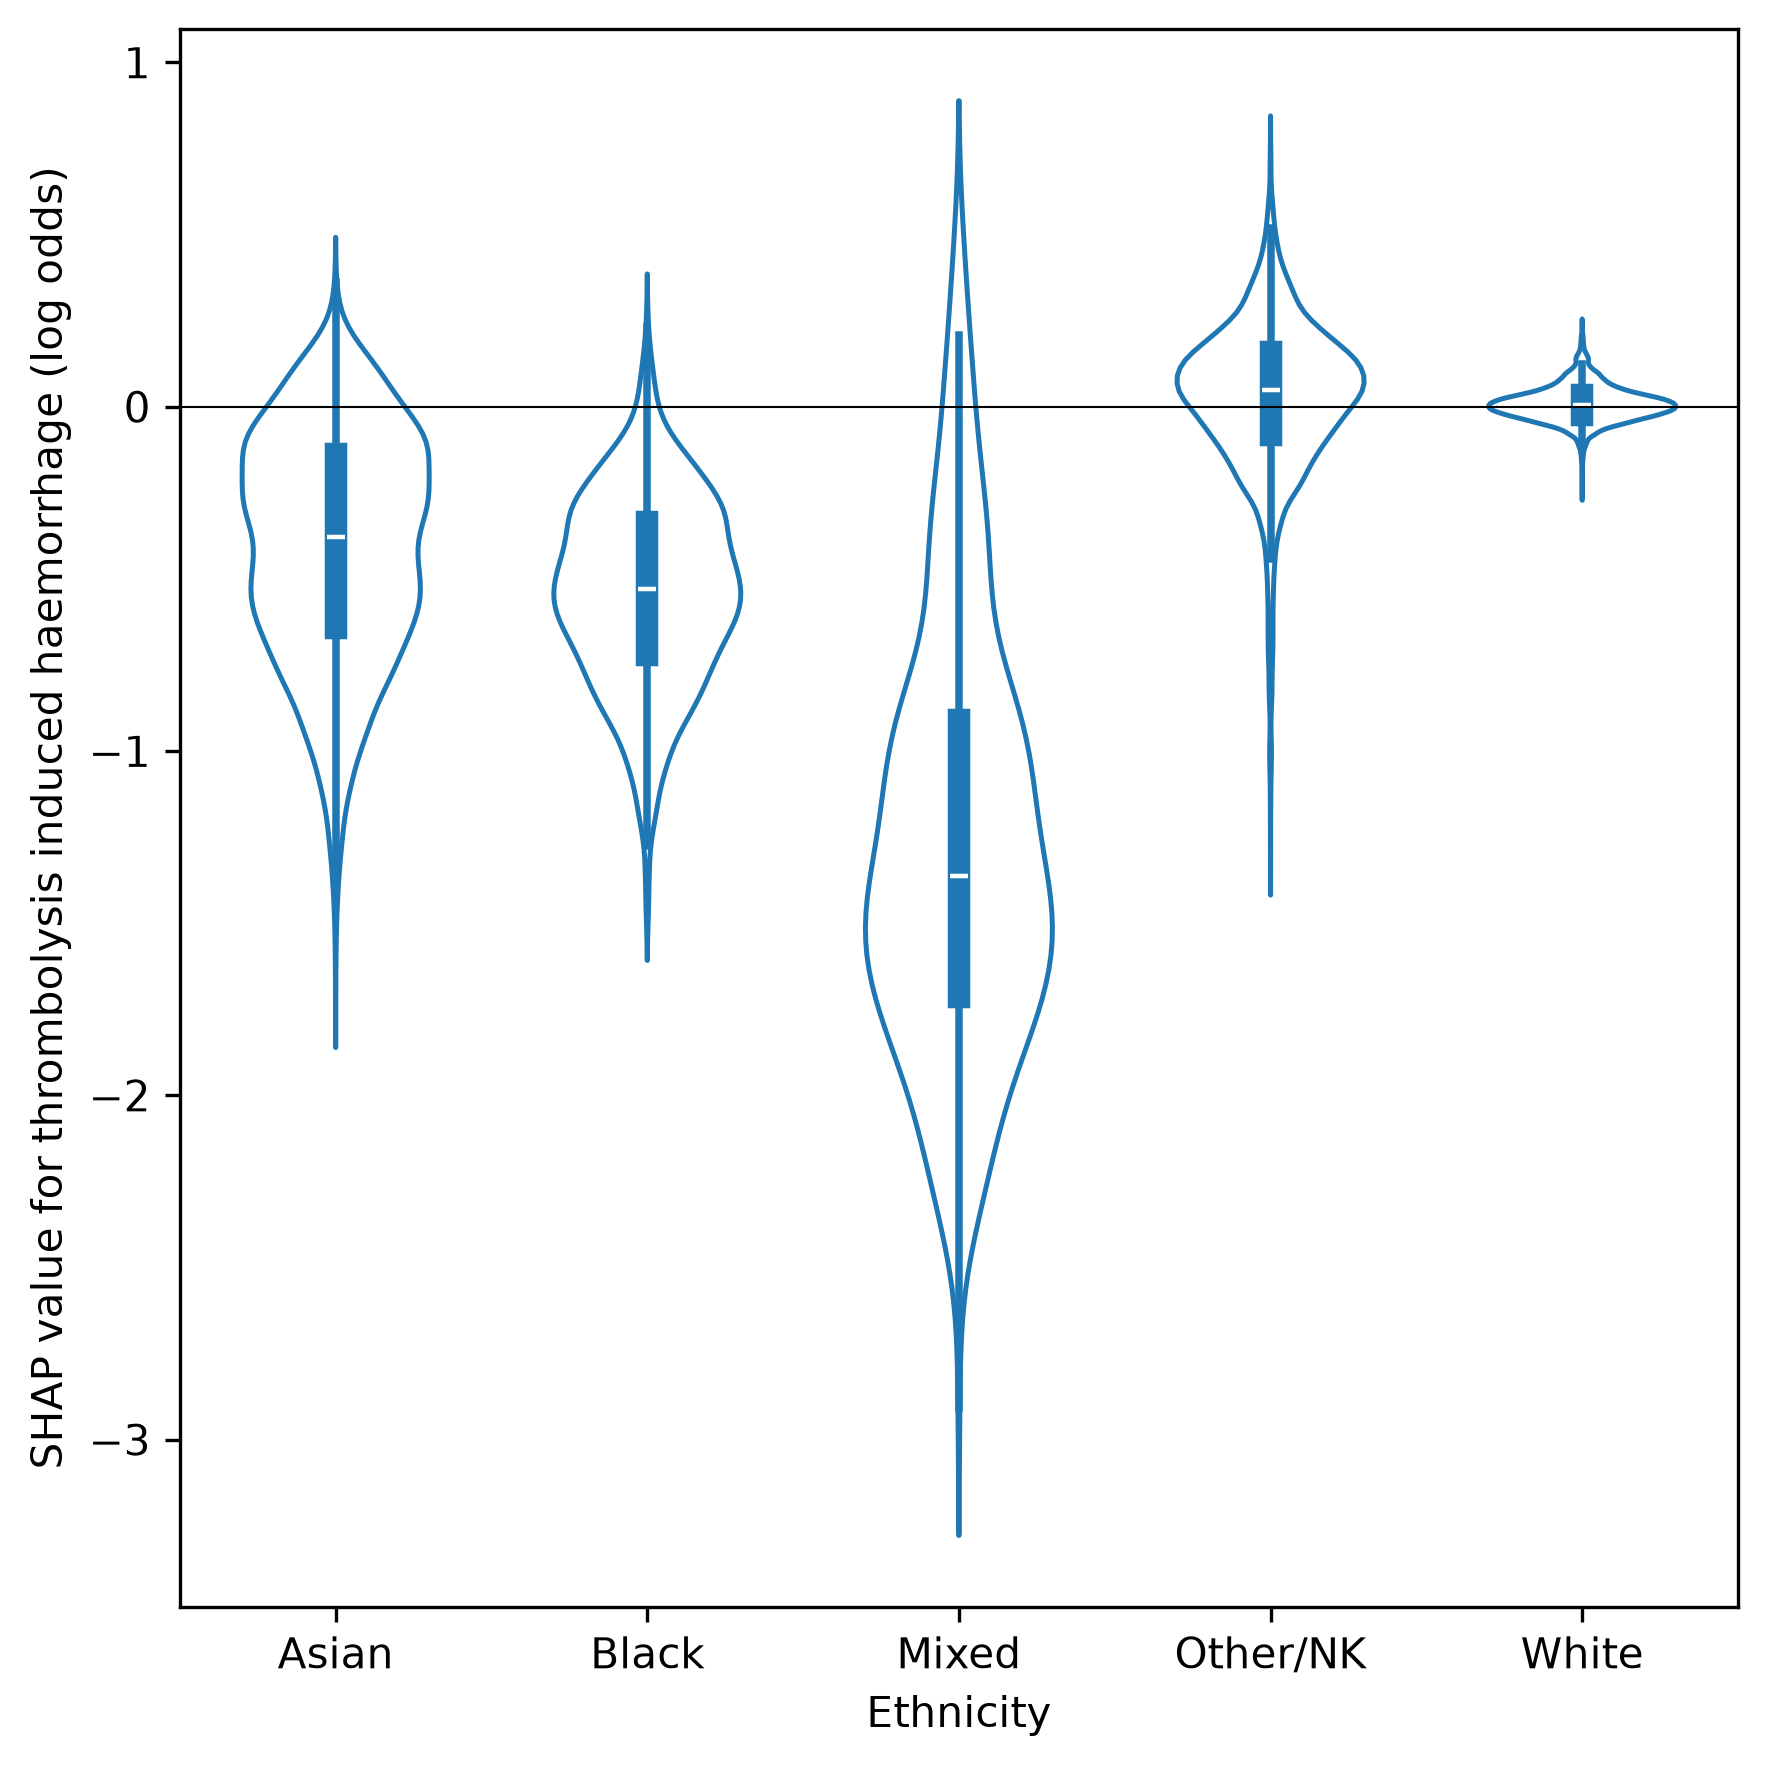 SHAP value for thrombolysis induced haemorrhage (log odds)
1
0
−1
−2
−3
Asian
Black
Mixed
Other/NK
White
Ethnicity